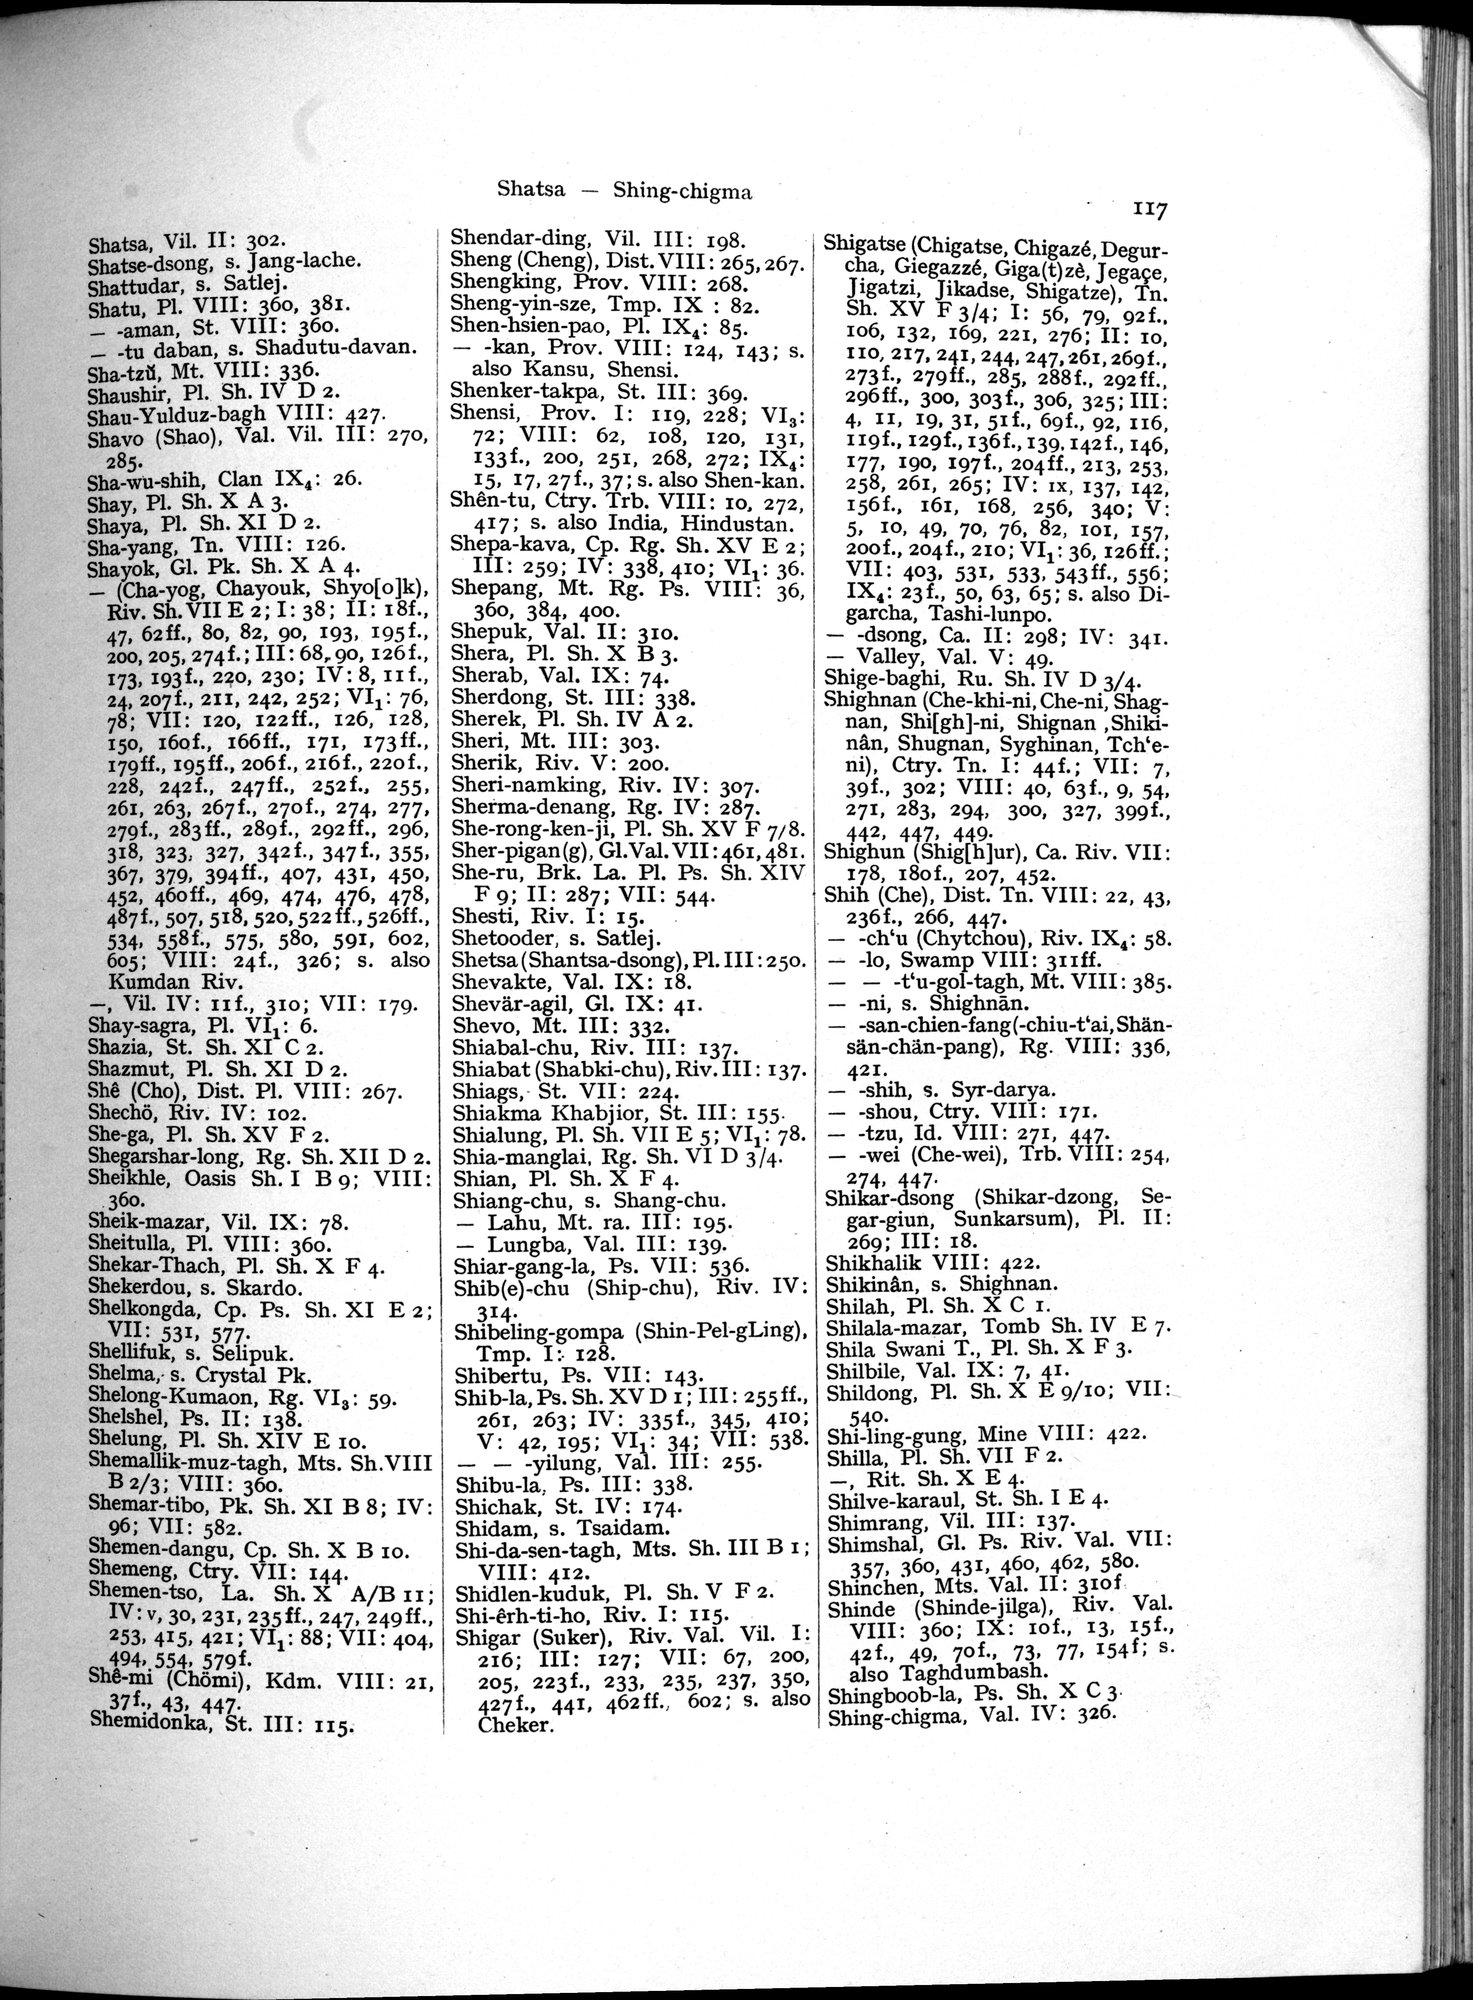 Shatsa — Shing-chigma
117
Shatsa, Vil. II: 302.
Shatse-dsong, s. Jang-lache.
Shattudar, s. Satlej.
Shatu, Pl. VIII: 360, 381.
— -aman, St. VIII: 360.
— -tu daban, s. Shadutu-davan.
Sha-tzŭ, Mt. VIII: 336.
Shaushir, Pl. Sh. IV D 2.
Shau-Yulduz-bagh VIII: 427.
Shavo (Shao), Val. Vil. III: 270,
285.
Sha-wu-shih, Clan IX₄: 26.
Shay, Pl. Sh. X A 3.
Shaya, Pl. Sh. XI D 2.
Sha-yang, Tn. VIII: 126.
Shayok, Gl. Pk. Sh. X A 4.
— (Cha-yog, Chayouk, Shyo[o]k),
Riv. Sh. VII E 2; I: 38; II: 18f.,
47, 62ff., 80, 82, 90, 193, 195f.,
200, 205, 274f.; III: 68, 90, 126f.,
173, 193f., 220, 230; IV: 8, 11f.,
24, 207f., 211, 242, 252; VI₁: 76,
78; VII: 120, 122ff., 126, 128,
150, 160f., 166ff., 171, 173ff.,
179ff., 195ff., 206f., 216f., 220f.,
228, 242f., 247ff., 252f., 255,
261, 263, 267f., 270f., 274, 277,
279f., 283ff., 289f., 292ff., 296,
318, 323, 327, 342f., 347f., 355,
367, 379, 394ff., 407, 431, 450,
452, 460ff., 469, 474, 476, 478,
487f., 507, 518, 520, 522ff., 526ff.,
534, 558f., 575, 580, 591, 602,
605; VIII: 24f., 326; s. also
Kumdan Riv.
—, Vil. IV: 11f., 310; VII: 179.
Shay-sagra, Pl. VI₁: 6.
Shazia, St. Sh. XI C 2.
Shazmut, Pl. Sh. XI D 2.
Shê (Cho), Dist. Pl. VIII: 267.
Shechö, Riv. IV: 102.
She-ga, Pl. Sh. XV F 2.
Shegarshar-long, Rg. Sh. XII D 2.
Sheikhle, Oasis Sh. I B 9; VIII:
360.
Sheik-mazar, Vil. IX: 78.
Sheitulla, Pl. VIII: 360.
Shekar-Thach, Pl. Sh. X F 4.
Shekerdou, s. Skardo.
Shelkongda, Cp. Ps. Sh. XI E 2;
VII: 531, 577.
Shellifuk, s. Selipuk.
Shelma, s. Crystal Pk.
Shelong-Kumaon, Rg. VI₃: 59.
Shelshel, Ps. II: 138.
Shelung, Pl. Sh. XIV E 10.
Shemallik-muz-tagh, Mts. Sh. VIII
B 2/3; VIII: 360.
Shemar-tibo, Pk. Sh. XI B 8; IV:
96; VII: 582.
Shemen-dangu, Cp. Sh. X B 10.
Shemeng, Ctry. VII: 144.
Shemen-tso, La. Sh. X A/B 11;
IV: v, 30, 231, 235ff., 247, 249ff.,
253, 415, 421; VI₁: 88; VII: 404,
494, 554, 579f.
Shê-mi (Chömi), Kdm. VIII: 21,
37f., 43, 447.
Shemidonka, St. III: 115.
Shendar-ding, Vil. III: 198.
Sheng (Cheng), Dist. VIII: 265, 267.
Shengking, Prov. VIII: 268.
Sheng-yin-sze, Tmp. IX : 82.
Shen-hsien-pao, Pl. IX₄: 85.
— -kan, Prov. VIII: 124, 143; s.
also Kansu, Shensi.
Shenker-takpa, St. III: 369.
Shensi, Prov. I: 119, 228; VI₃:
72; VIII: 62, 108, 120, 131,
133f., 200, 251, 268, 272; IX₄:
15, 17, 27f., 37; s. also Shen-kan.
Shên-tu, Ctry. Trb. VIII: 10, 272,
417; s. also India, Hindustan.
Shepa-kava, Cp. Rg. Sh. XV E 2;
III: 259; IV: 338, 410; VI₁: 36.
Shepang, Mt. Rg. Ps. VIII: 36,
360, 384, 400.
Shepuk, Val. II: 310.
Shera, Pl. Sh. X B 3.
Sherab, Val. IX: 74.
Sherdong, St. III: 338.
Sherek, Pl. Sh. IV A 2.
Sheri, Mt. III: 303.
Sherik, Riv. V: 200.
Sheri-namking, Riv. IV: 307.
Sherma-denang, Rg. IV: 287.
She-rong-ken-ji, Pl. Sh. XV F 7/8.
Sher-pigan(g), Gl. Val. VII: 461, 481.
She-ru, Brk. La. Pl. Ps. Sh. XIV
F 9; II: 287; VII: 544.
Shesti, Riv. I: 15.
Shetooder, s. Satlej.
Shetsa (Shantsa-dsong), Pl. III: 250.
Shevakte, Val. IX: 18.
Shevär-agil, Gl. IX: 41.
Shevo, Mt. III: 332.
Shiabal-chu, Riv. III: 137.
Shiabat (Shabki-chu), Riv. III: 137.
Shiags, St. VII: 224.
Shiakma Khabjior, St. III: 155.
Shialung, Pl. Sh. VII E 5; VI₁: 78.
Shia-manglai, Rg. Sh. VI D 3/4.
Shian, Pl. Sh. X F 4.
Shiang-chu, s. Shang-chu.
— Lahu, Mt. ra. III: 195.
— Lungba, Val. III: 139.
Shiar-gang-la, Ps. VII: 536.
Shib(e)-chu (Ship-chu), Riv. IV:
314.
Shibeling-gompa (Shin-Pel-gLing),
Tmp. I: 128.
Shibertu, Ps. VII: 143.
Shib-la, Ps. Sh. XV D 1; III: 255ff.,
261, 263; IV: 335f., 345, 410;
V: 42, 195; VI₁: 34; VII: 538.
— — -yilung, Val. III: 255.
Shibu-la, Ps. III: 338.
Shichak, St. IV: 174.
Shidam, s. Tsaidam.
Shi-da-sen-tagh, Mts. Sh. III B 1;
VIII: 412.
Shidlen-kuduk, Pl. Sh. V F 2.
Shi-êrh-ti-ho, Riv. I: 115.
Shigar (Suker), Riv. Val. Vil. I:
216; III: 127; VII: 67, 200,
205, 223f., 233, 235, 237, 350,
427f., 441, 462ff., 602; s. also
Cheker.
Shigatse (Chigatse, Chigazé, Degur-
cha, Giegazzé, Giga(t)zè, Jegaçe,
Jigatzi, Jikadse, Shigatze), Tn.
Sh. XV F 3/4; I: 56, 79, 92f.,
106, 132, 169, 221, 276; II: 10,
110, 217, 241, 244, 247, 261, 269f.,
273f., 279ff., 285, 288f., 292ff.,
296ff., 300, 303f., 306, 325; III:
4, 11, 19, 31, 51f., 69f., 92, 116,
119f., 129f., 136f., 139, 142f., 146,
177, 190, 197f., 204ff., 213, 253,
258, 261, 265; IV: ix, 137, 142,
156f., 161, 168, 256, 340; V:
5, 10, 49, 70, 76, 82, 101, 157,
200f., 204f., 210; VI₁: 36, 126ff.;
VII: 403, 531, 533, 543ff., 556;
IX₄: 23f., 50, 63, 65; s. also Di-
garcha, Tashi-lunpo.
— -dsong, Ca. II: 298; IV: 341.
— Valley, Val. V: 49.
Shige-baghi, Ru. Sh. IV D 3/4.
Shighnan (Che-khi-ni, Che-ni, Shag-
nan, Shi[gh]-ni, Shignan ,Shiki-
nân, Shugnan, Syghinan, Tch‘e-
ni), Ctry. Tn. I: 44f.; VII: 7,
39f., 302; VIII: 40, 63f., 9, 54,
271, 283, 294, 300, 327, 399f.,
442, 447, 449.
Shighun (Shig[h]ur), Ca. Riv. VII:
178, 180f., 207, 452.
Shih (Che), Dist. Tn. VIII: 22, 43,
236f., 266, 447.
— -ch‘u (Chytchou), Riv. IX₄: 58.
— -lo, Swamp VIII: 311ff.
— — -t‘u-gol-tagh, Mt. VIII: 385.
— -ni, s. Shighnān.
— -san-chien-fang(-chiu-t‘ai, Shän-
sän-chän-pang), Rg. VIII: 336,
421.
— -shih, s. Syr-darya.
— -shou, Ctry. VIII: 171.
— -tzu, Id. VIII: 271, 447.
— -wei (Che-wei), Trb. VIII: 254,
274, 447.
Shikar-dsong (Shikar-dzong, Se-
gar-giun, Sunkarsum), Pl. II:
269; III: 18.
Shikhalik VIII: 422.
Shikinân, s. Shighnan.
Shilah, Pl. Sh. X C 1.
Shilala-mazar, Tomb Sh. IV E 7.
Shila Swani T., Pl. Sh. X F 3.
Shilbile, Val. IX: 7, 41.
Shildong, Pl. Sh. X E 9/10; VII:
540.
Shi-ling-gung, Mine VIII: 422.
Shilla, Pl. Sh. VII F 2.
—, Rit. Sh. X E 4.
Shilve-karaul, St. Sh. I E 4.
Shimrang, Vil. III: 137.
Shimshal, Gl. Ps. Riv. Val. VII:
357, 360, 431, 460, 462, 580.
Shinchen, Mts. Val. II: 310f
Shinde (Shinde-jilga), Riv. Val.
VIII: 360; IX: 10f., 13, 15f.,
42f., 49, 70f., 73, 77, 154f; s.
also Taghdumbash.
Shingboob-la, Ps. Sh. X C 3.
Shing-chigma, Val. IV: 326.